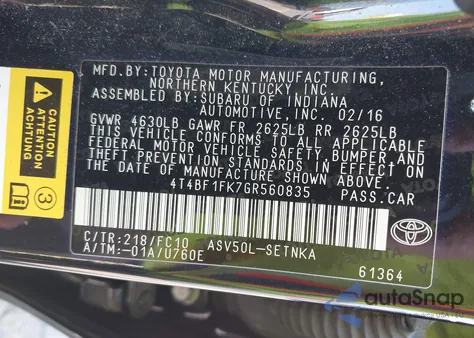 MFD. BY:TOYOTA MOTOR MANUFACTURING,
NORTHERN KENTUCKY INC.
ASSEMBLED BY: SUBARU OF INDIANA
AUTOMOTIVE, INC. 02/16
GVWR 4630LB GAWR FR 2625LB RR 2625LB
THIS VEHICLE CONFORMS TO ALL APPLICABLE
FEDERAL MOTOR VEHICLE SAFETY, BUMPER, AND
THEFT PREVENTION STANDARDS IN EFFECT ON
THE DATE OF MANUFACTURE SHOWN ABOVE.
4T4BF1FK7GR560835 PASS.CAR
C/TR:218/FC10 ASV50L-SETNKA
A/TM:-01A/U760E
61364
TOYOTA
CAUTION
ATTENTION
ACHTUNG
3
autoSnap